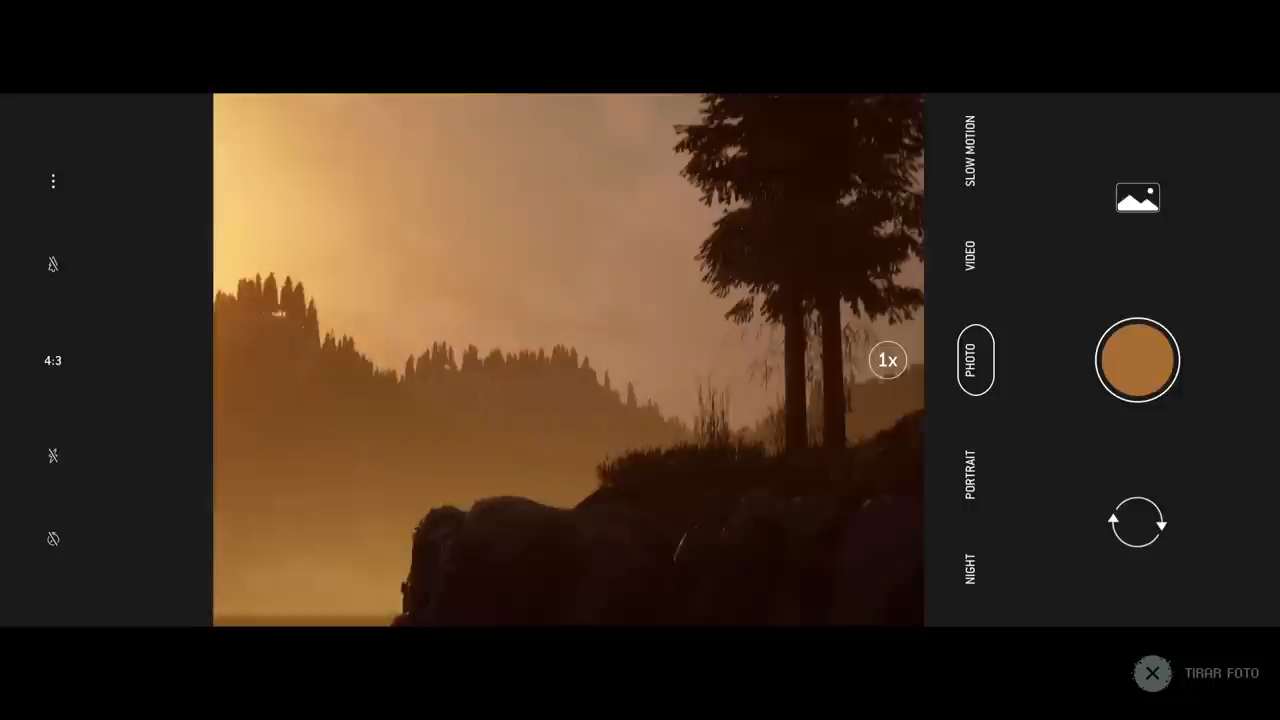 4:3
1x
SLOW MOTION
VIDEO
PHOTO
PORTRAIT
NIGHT
TIRAR FOTO